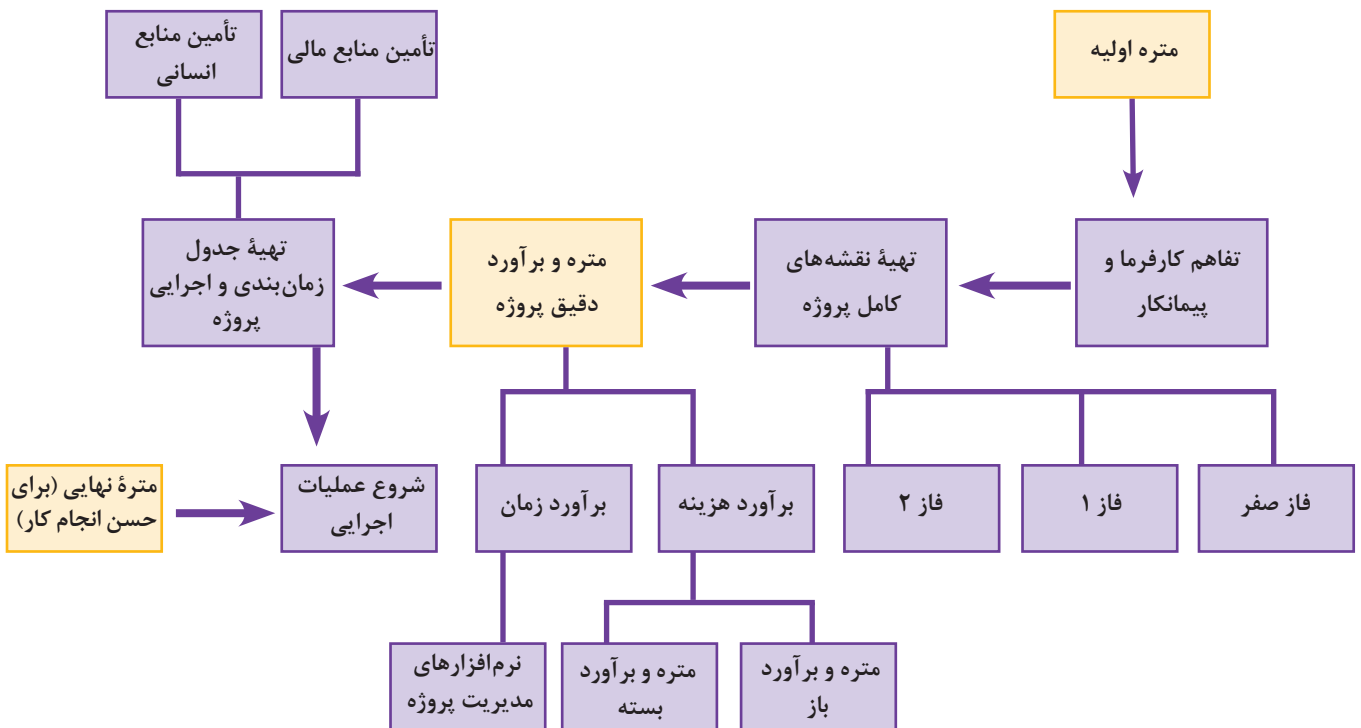 متره اولیه
تأمین منابع مالی
تأمین منابع
انسانی
تفاهم کارفرما و
پیمانکار
تهیهٔ نقشه‌های
کامل پروژه
متره و برآورد
دقیق پروژه
تهیهٔ جدول
زمان‌بندی و اجرایی
پروژه
فاز صفر
فاز ۱
فاز ۲
برآورد هزینه
برآورد زمان
شروع عملیات
اجرایی
مترهٔ نهایی (برای
حسن انجام کار)
متره و برآورد
باز
متره و برآورد
بسته
نرم‌افزارهای
مدیریت پروژه